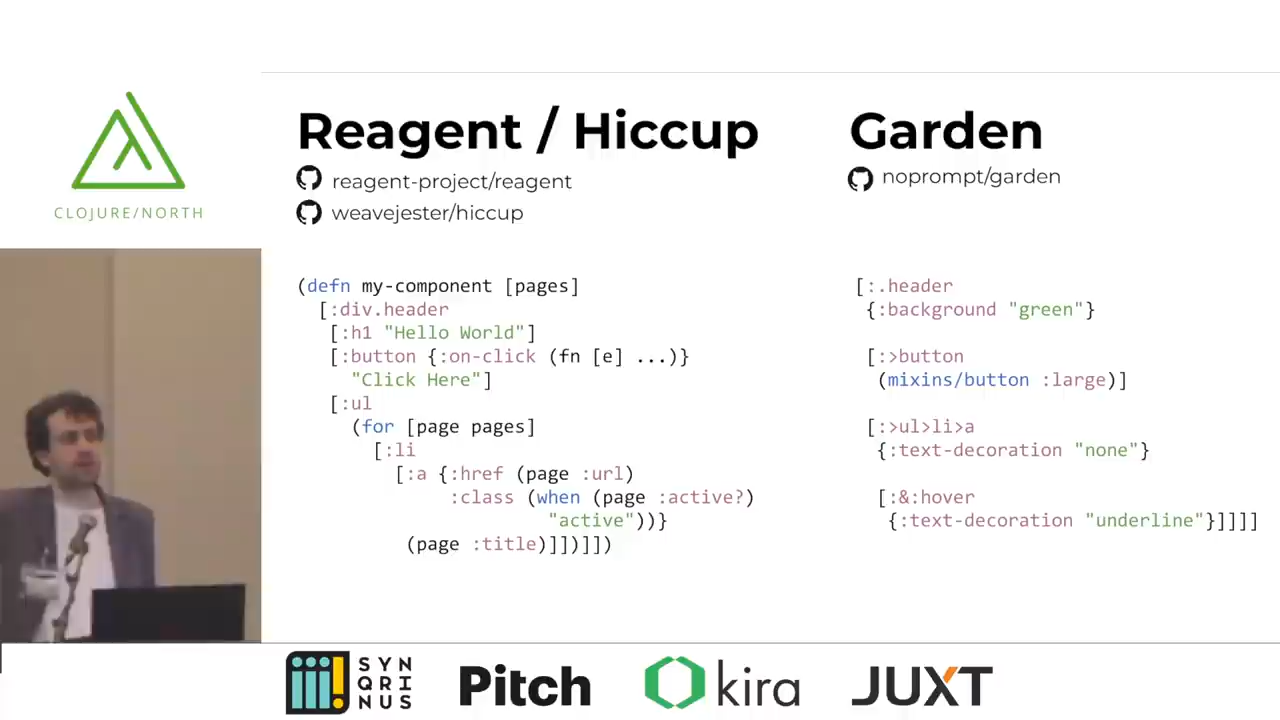 CLOJURE/NORTH
Reagent / Hiccup
reagent-project/reagent
weavejester/hiccup
(defn my-component [pages]
[:div.header
[:h1 "Hello World"]
[:button {:on-click (fn [e] ...)}
"Click Here"]
[:ul
(for [page pages]
[:li
[:a {:href (page :url)
:class (when (page :active?)
"active"))}
(page :title)]])]])
Garden
noprompt/garden
[:.header
{:background "green"}
[:>button
(mixins/button :large)]
[:>ul>li>a
{:text-decoration "none"}
[:&:hover
{:text-decoration "underline"}]]]]
SYN
QRI
NUS
Pitch
kira
JUXT